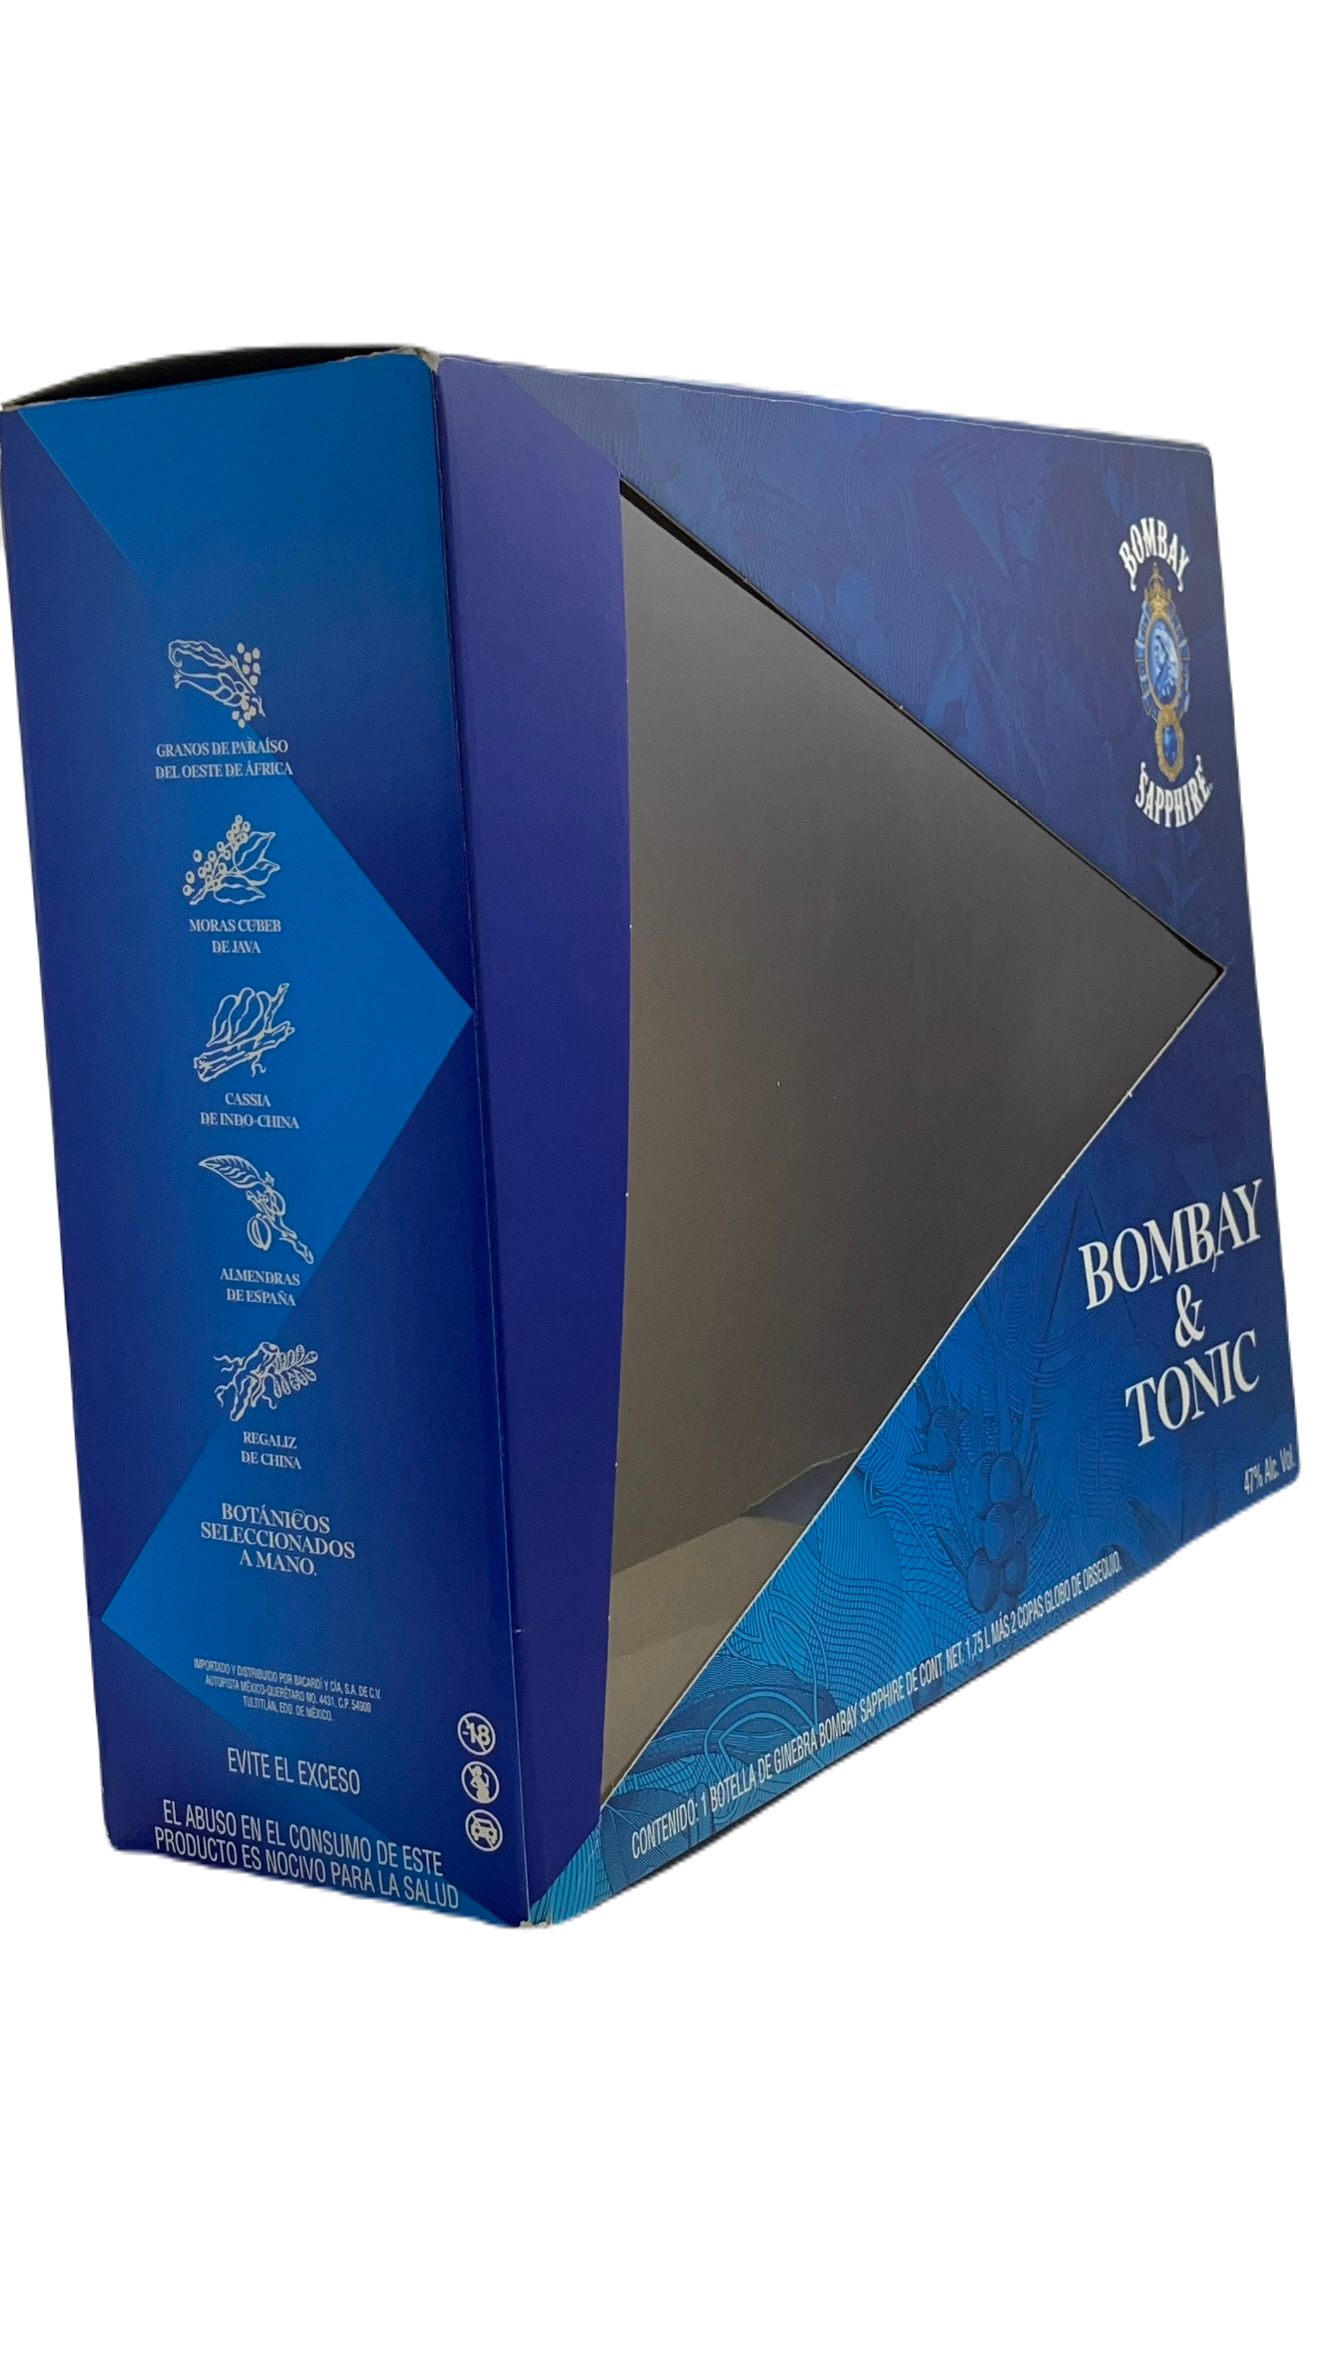 GRANOS DE PARAÍSO
DEL OESTE DE ÁFRICA
MORAS CUBEB
DE JAVA
CASSIA
DE INDO-CHINA
ALMENDRAS
DE ESPAÑA
REGALIZ
DE CHINA
BOTÁNICOS
SELECCIONADOS
A MANO.
IMPORTADO Y DISTRIBUIDO POR BACARDÍ Y CÍA, S.A. DE C.V.
AUTOPISTA MÉXICO-QUERÉTARO NO. 4431, C.P. 54900
TULTITLÁN, EDO. DE MÉXICO.
EVITE EL EXCESO
-18
EL ABUSO EN EL CONSUMO DE ESTE
PRODUCTO ES NOCIVO PARA LA SALUD
BOMBAY
SAPPHIRE
BOMBAY
&
TONIC
47% Alc. Vol.
CONTENIDO: 1 BOTELLA DE GINEBRA BOMBAY SAPPHIRE DE CONT. NET. 1,75 L MÁS 2 COPAS GLOBO DE OBSEQUIO.